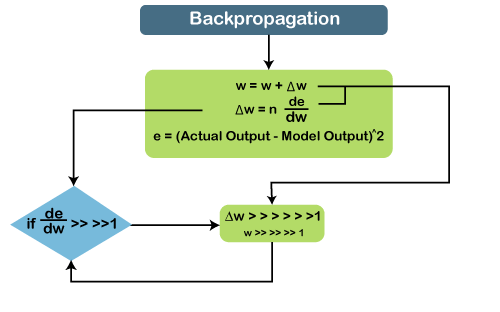 Backpropagation
w = w + Δw
Δw = n de/dw
e = (Actual Output - Model Output)^2
if de/dw >> >>1
Δw > > > > > >1
w >> >> >> 1